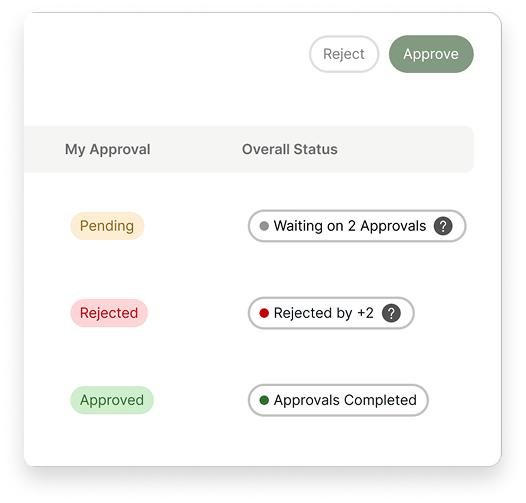 Reject Approve
My Approval Overall Status
Pending Waiting on 2 Approvals ?
Rejected Rejected by +2 ?
Approved Approvals Completed